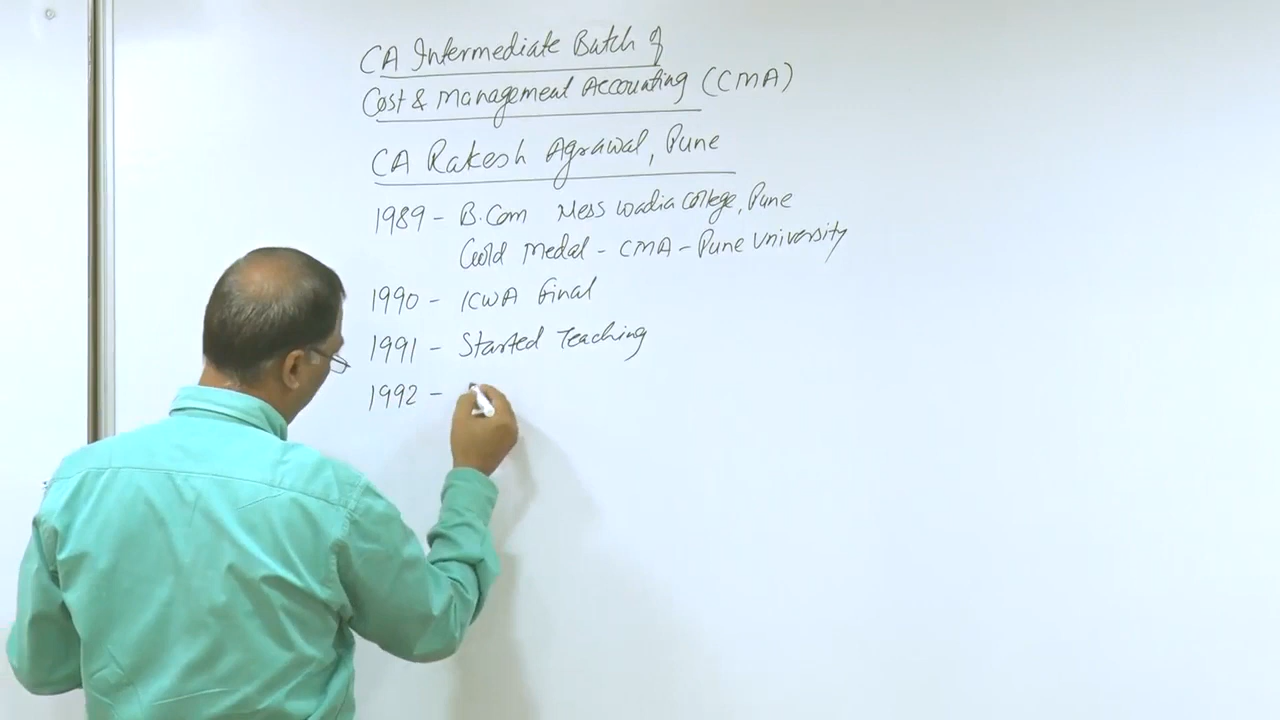 CA Intermediate Batch of
Cost & Management Accounting (CMA)
CA Rakesh Agrawal, Pune
1989 - B.Com Ness Wadia College, Pune
Gold Medal - CMA - Pune University
1990 - ICWA Final
1991 - Started Teaching
1992 -